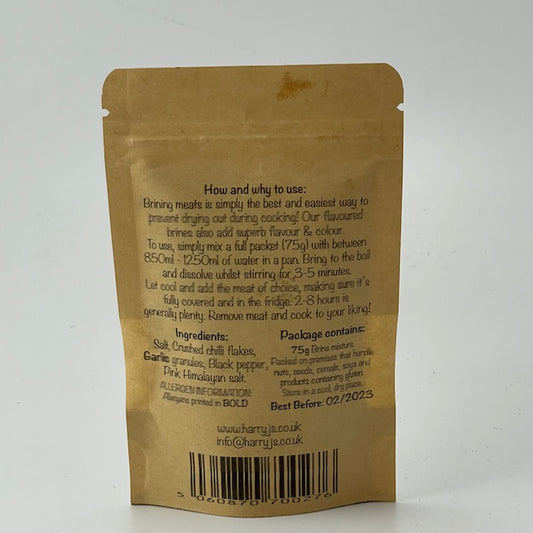 How and why to use:
Brining meats is simply the best and easiest way to
prevent drying out during cooking! Our flavoured
brines also add superb flavour & colour.
To use, simply mix a full packet (75g) with between
850ml - 1250ml of water in a pan. Bring to the boil
and dissolve whilst stirring for 3-5 minutes.
Let cool and add the meat of choice, making sure it's
fully covered and in the fridge. 2-8 hours is
generally plenty. Remove meat and cook to your liking!
Ingredients:
Salt, Crushed chilli flakes,
Garlic granules, Black pepper,
Pink Himalayan salt.
ALLERGEN INFORMATION:
Allergens printed in BOLD
Package contains:
75g Brine mixture.
Packed on premises that handle
nuts, seeds, cereals, soya and
products containing gluten.
Store in a cool, dry place.
Best Before: 02/2023
www.harryjs.co.uk
info@harryjs.co.uk
5 060870 700276